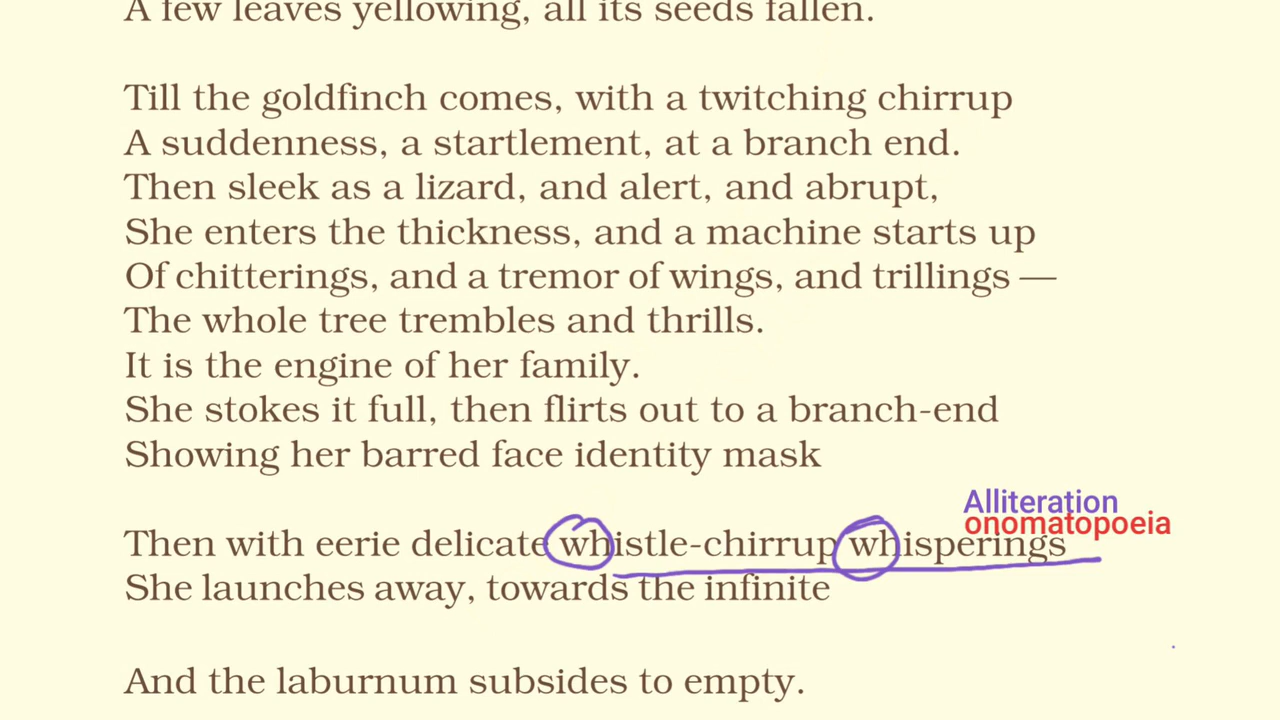 A few leaves yellowing, all its seeds fallen.
Till the goldfinch comes, with a twitching chirrup
A suddenness, a startlement, at a branch end.
Then sleek as a lizard, and alert, and abrupt,
She enters the thickness, and a machine starts up
Of chitterings, and a tremor of wings, and trillings —
The whole tree trembles and thrills.
It is the engine of her family.
She stokes it full, then flirts out to a branch-end
Showing her barred face identity mask
Alliteration
onomatopoeia
Then with eerie delicate whistle-chirrup whisperings
She launches away, towards the infinite
And the laburnum subsides to empty.